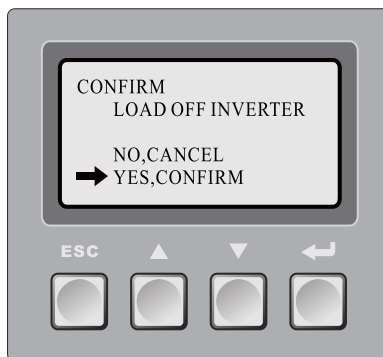 CONFIRM
LOAD OFF INVERTER
NO,CANCEL
YES,CONFIRM
ESC